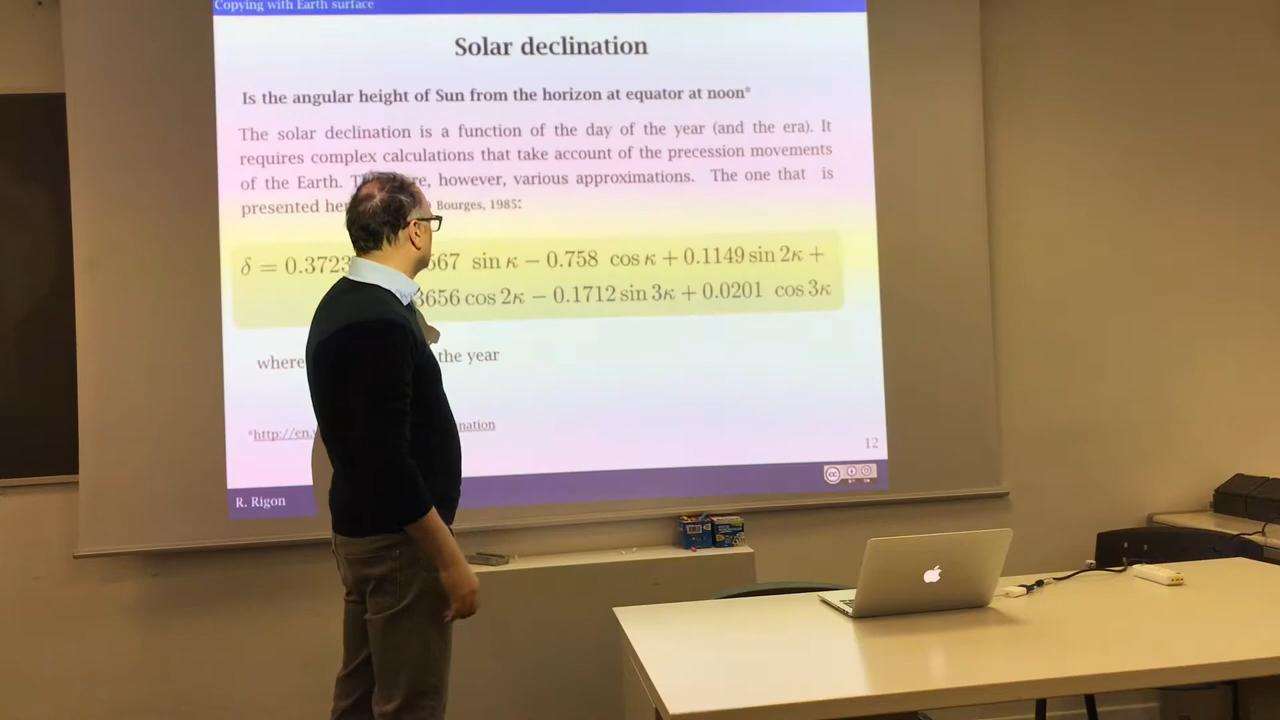 Copying with Earth surface
Solar declination
Is the angular height of Sun from the horizon at equator at noon*
The solar declination is a function of the day of the year (and the era). It
requires complex calculations that take account of the precession movements
of the Earth. re, however, various approximations. The one that is
presented Bourges, 1985:
δ = 0.3723 567 sin κ − 0.758 cos κ + 0.1149 sin 2κ +
3656 cos 2κ − 0.1712 sin 3κ + 0.0201 cos 3κ
where the year
*http://en. nation
12
R. Rigon
cc